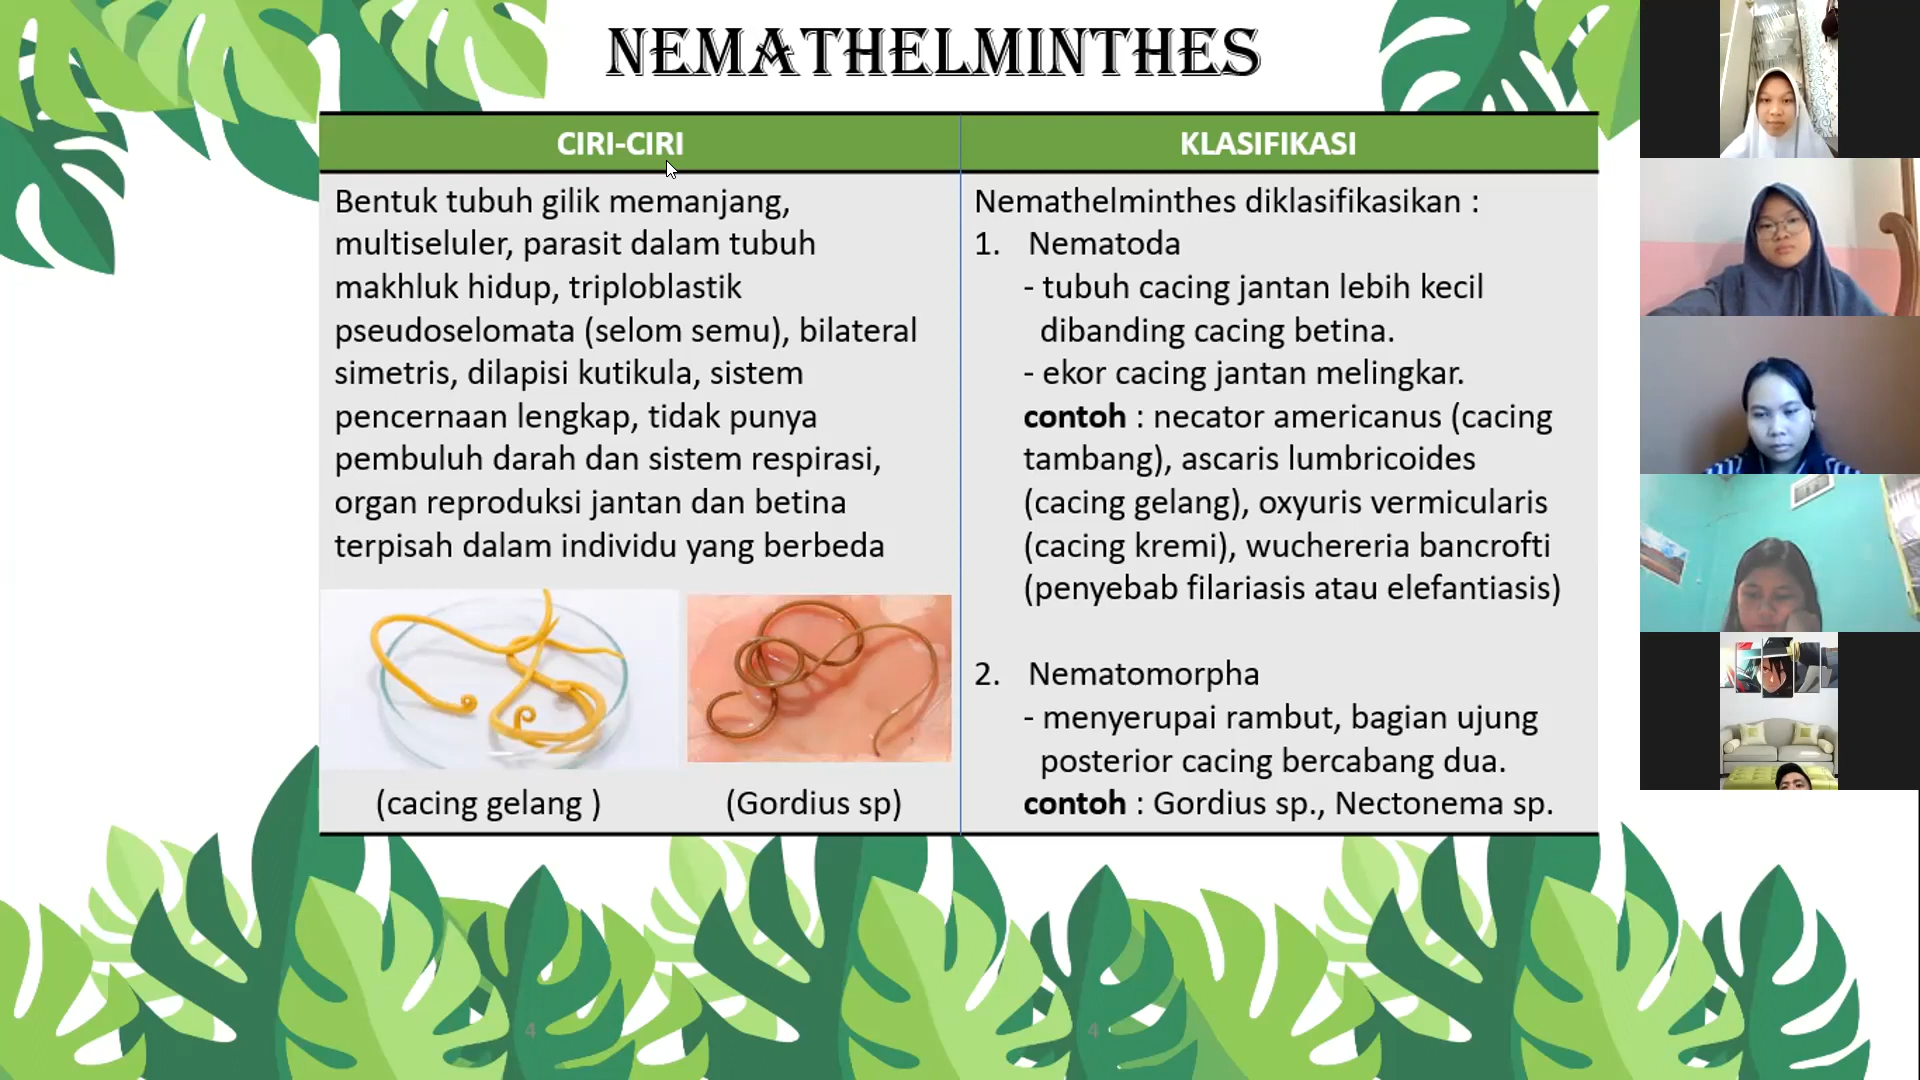 NEMATHELMINTHES
CIRI-CIRI
Bentuk tubuh gilik memanjang,
multiseluler, parasit dalam tubuh
makhluk hidup, triploblastik
pseudoselomata (selom semu), bilateral
simetris, dilapisi kutikula, sistem
pencernaan lengkap, tidak punya
pembuluh darah dan sistem respirasi,
organ reproduksi jantan dan betina
terpisah dalam individu yang berbeda
(cacing gelang )
(Gordius sp)
KLASIFIKASI
Nemathelminthes diklasifikasikan :
1. Nematoda
- tubuh cacing jantan lebih kecil
dibanding cacing betina.
- ekor cacing jantan melingkar.
contoh : necator americanus (cacing
tambang), ascaris lumbricoides
(cacing gelang), oxyuris vermicularis
(cacing kremi), wuchereria bancrofti
(penyebab filariasis atau elefantiasis)
2. Nematomorpha
- menyerupai rambut, bagian ujung
posterior cacing bercabang dua.
contoh : Gordius sp., Nectonema sp.
4
4